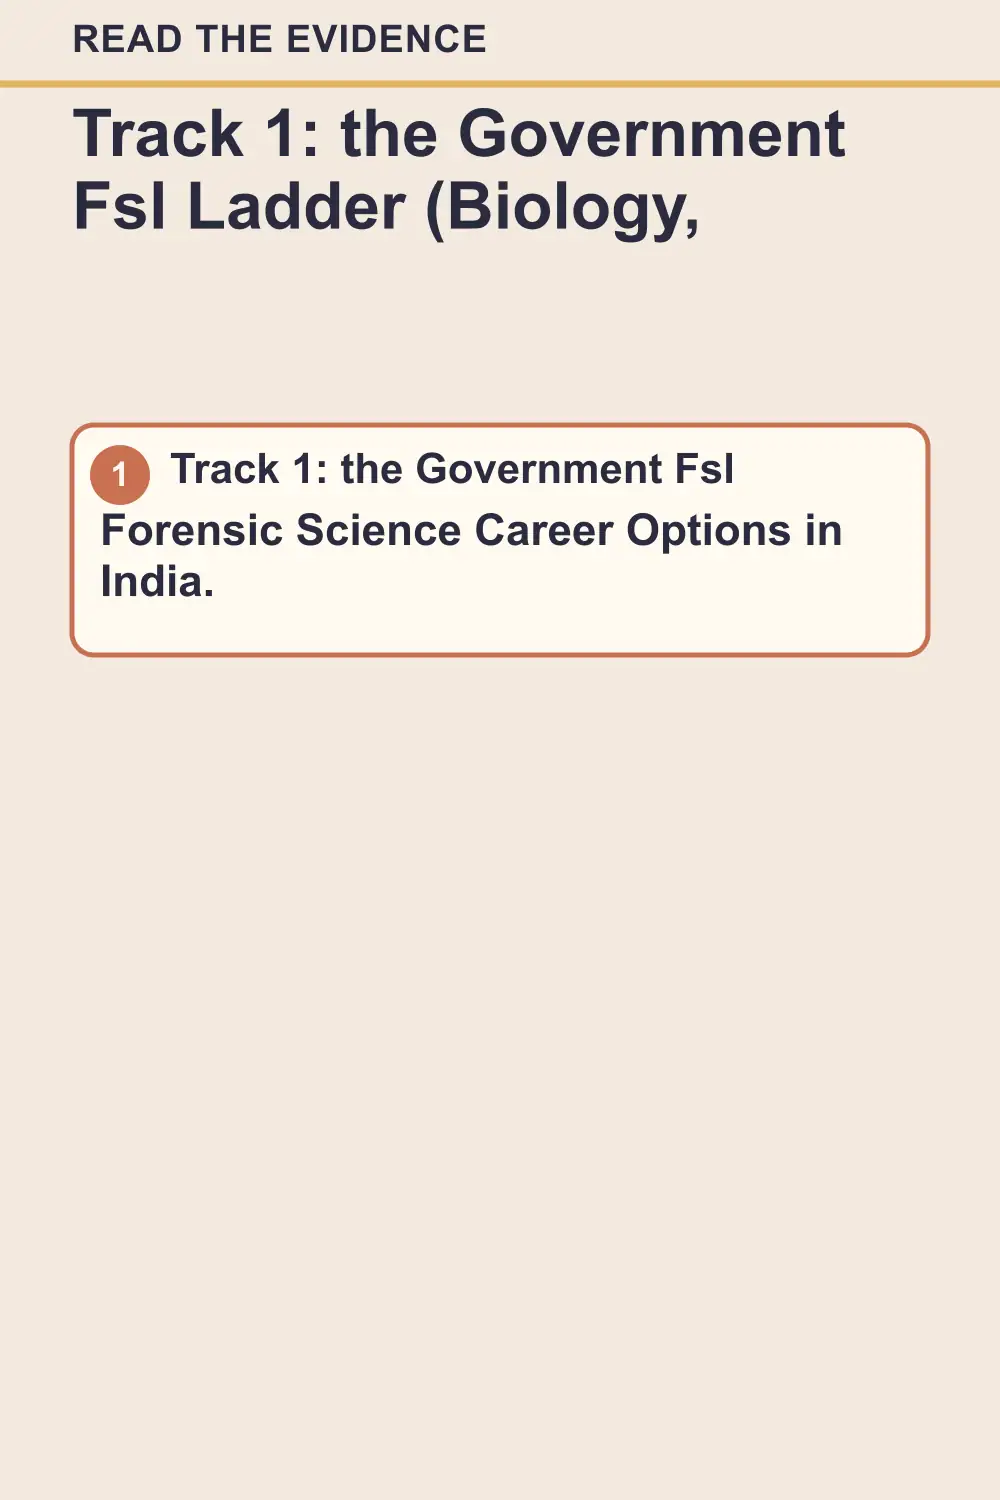 READ THE EVIDENCE
Track 1: the Government
Fsl Ladder (Biology,
1
Track 1: the Government Fsl
Forensic Science Career Options in
India.